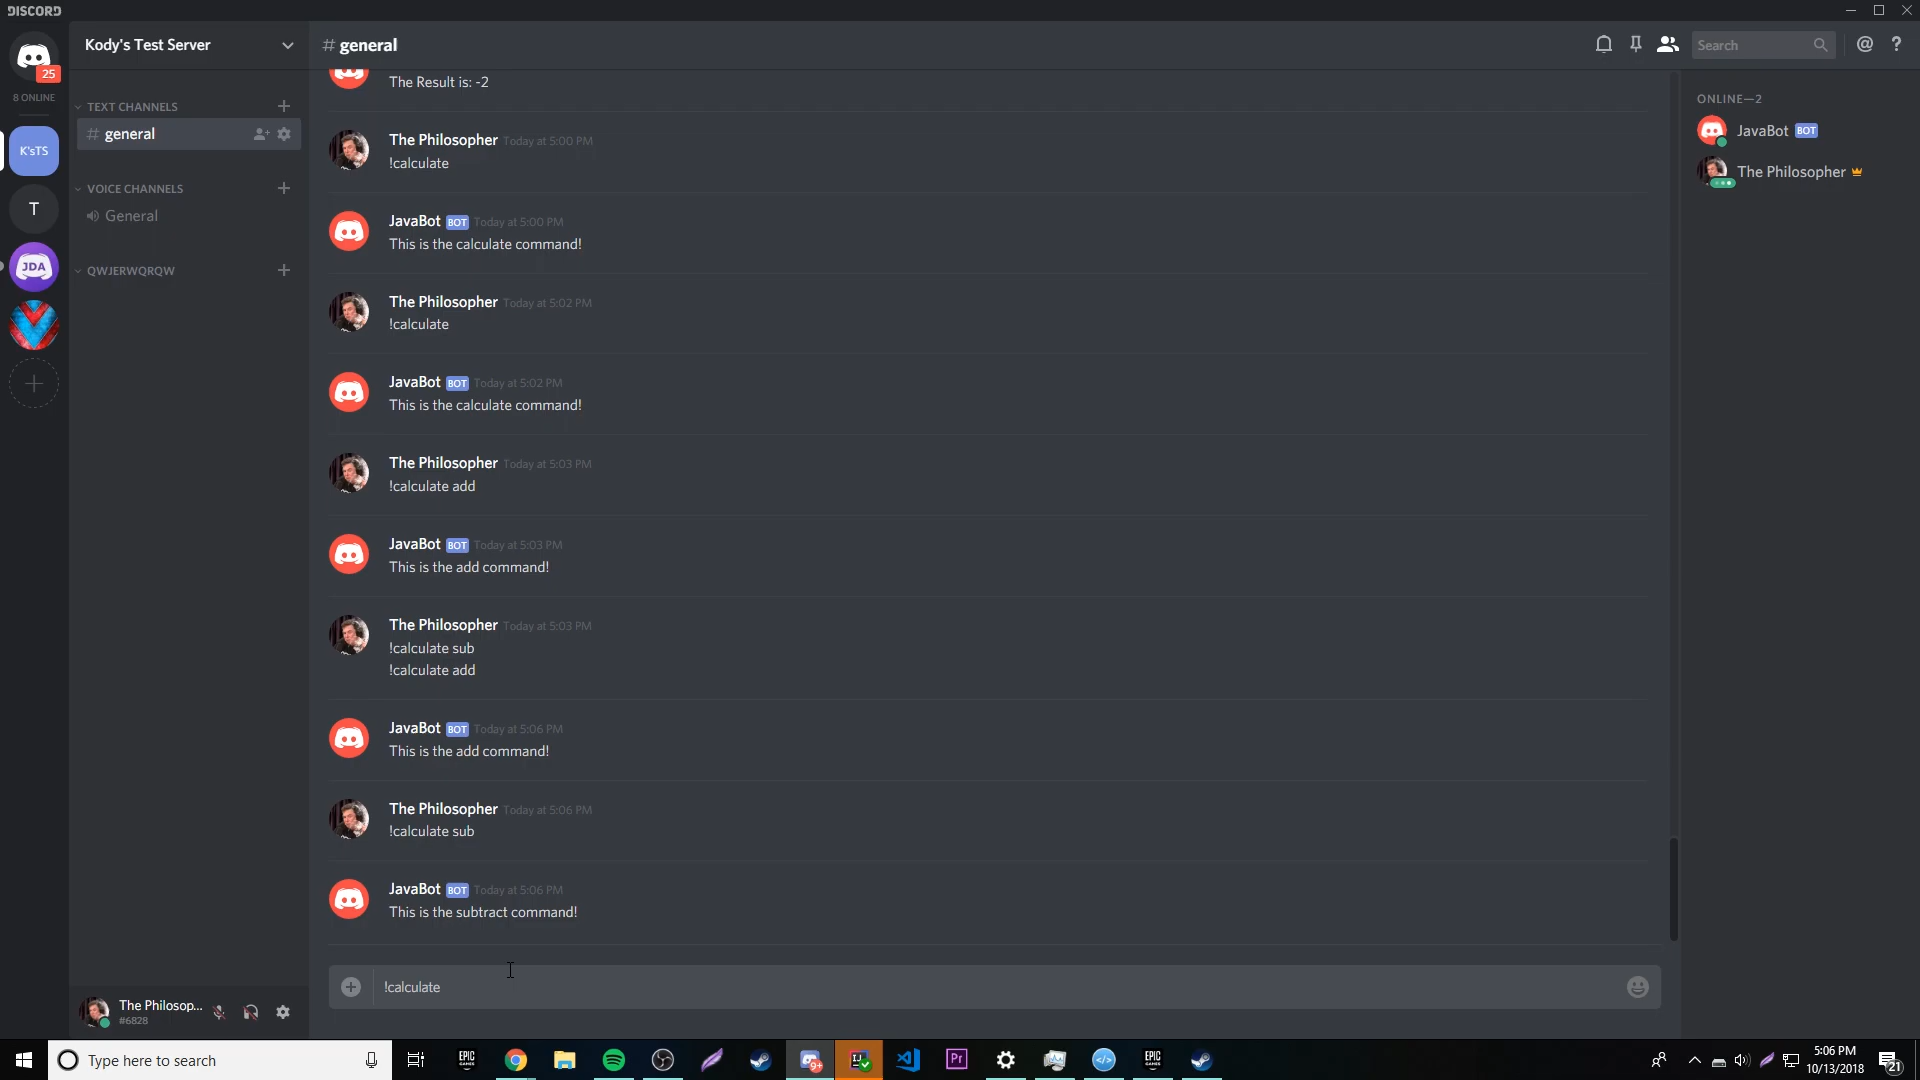 DISCORD
25
8 ONLINE
K'sTS
T
JDA
Kody's Test Server
TEXT CHANNELS
# general
VOICE CHANNELS
General
QWJERWQRQW
The Philosop...
#6828
# general
Search
@ ?
The Result is: -2
The Philosopher Today at 5:00 PM
!calculate
JavaBot BOT Today at 5:00 PM
This is the calculate command!
The Philosopher Today at 5:02 PM
!calculate
JavaBot BOT Today at 5:02 PM
This is the calculate command!
The Philosopher Today at 5:03 PM
!calculate add
JavaBot BOT Today at 5:03 PM
This is the add command!
The Philosopher Today at 5:03 PM
!calculate sub
!calculate add
JavaBot BOT Today at 5:06 PM
This is the add command!
The Philosopher Today at 5:06 PM
!calculate sub
JavaBot BOT Today at 5:06 PM
This is the subtract command!
!calculate
ONLINE—2
JavaBot BOT
The Philosopher
Type here to search
EPIC GAMES
9+
IJ
Pr
</>
EPIC GAMES
5:06 PM
10/13/2018
21